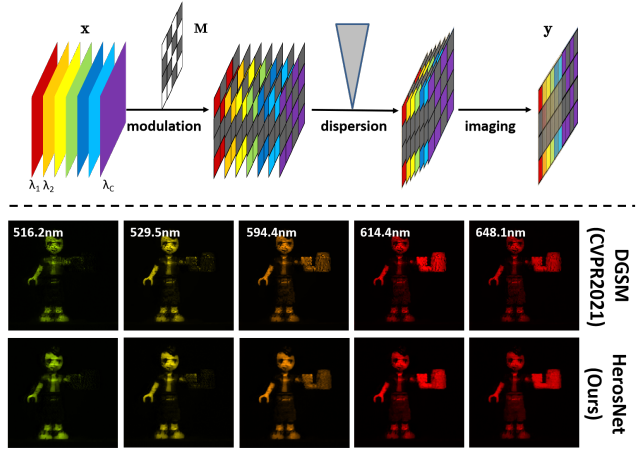 x
M
y
modulation
dispersion
imaging
λ1 λ2
λC
516.2nm
529.5nm
594.4nm
614.4nm
648.1nm
DGSM
(CVPR2021)
HerosNet
(Ours)